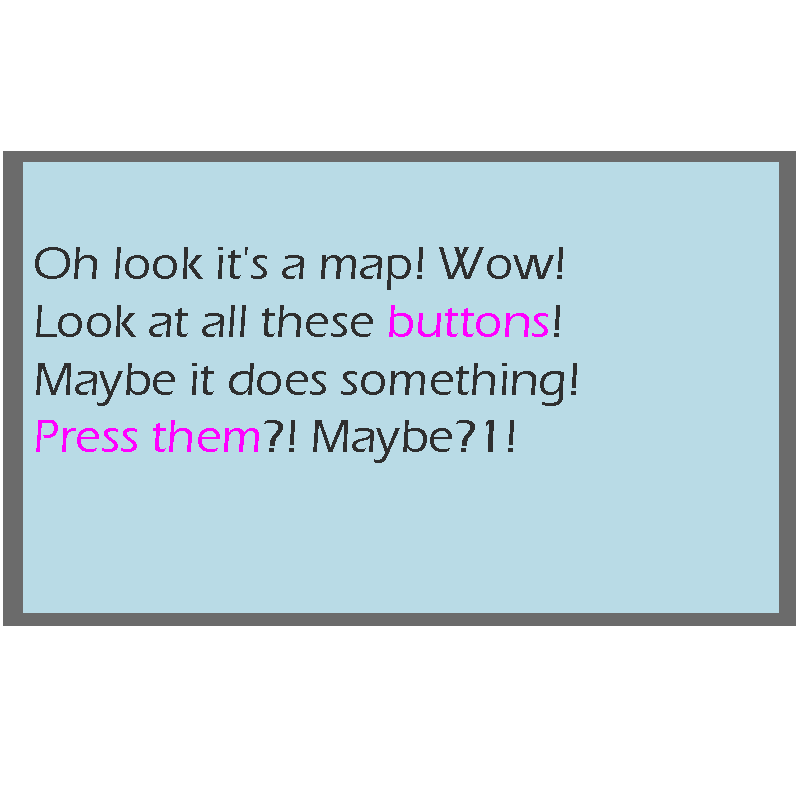 Oh look it's a map! Wow!
Look at all these buttons!
Maybe it does something!
Press them?! Maybe?1!